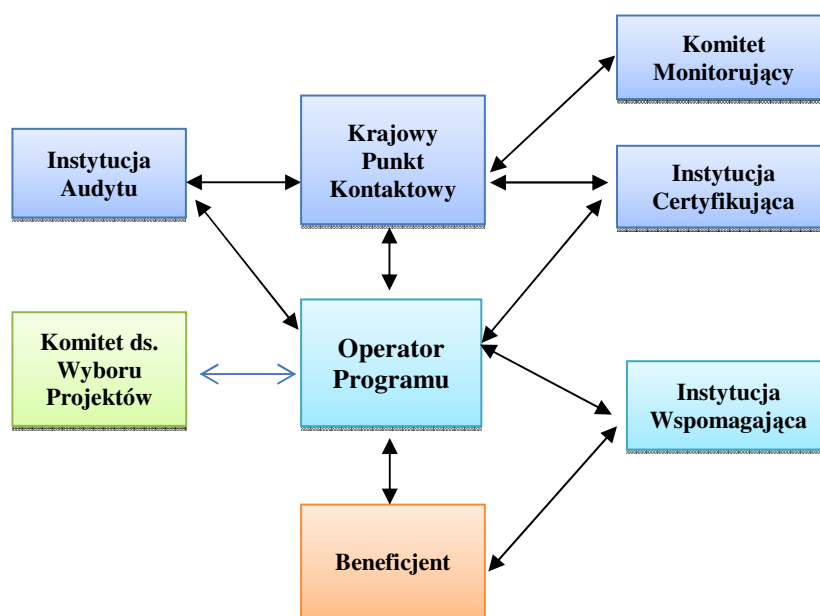 Komitet
Monitorujący
Krajowy
Punkt
Kontaktowy
Instytucja
Audytu
Instytucja
Certyfikująca
Komitet ds.
Wyboru
Projektów
Operator
Programu
Instytucja
Wspomagająca
Beneficjent